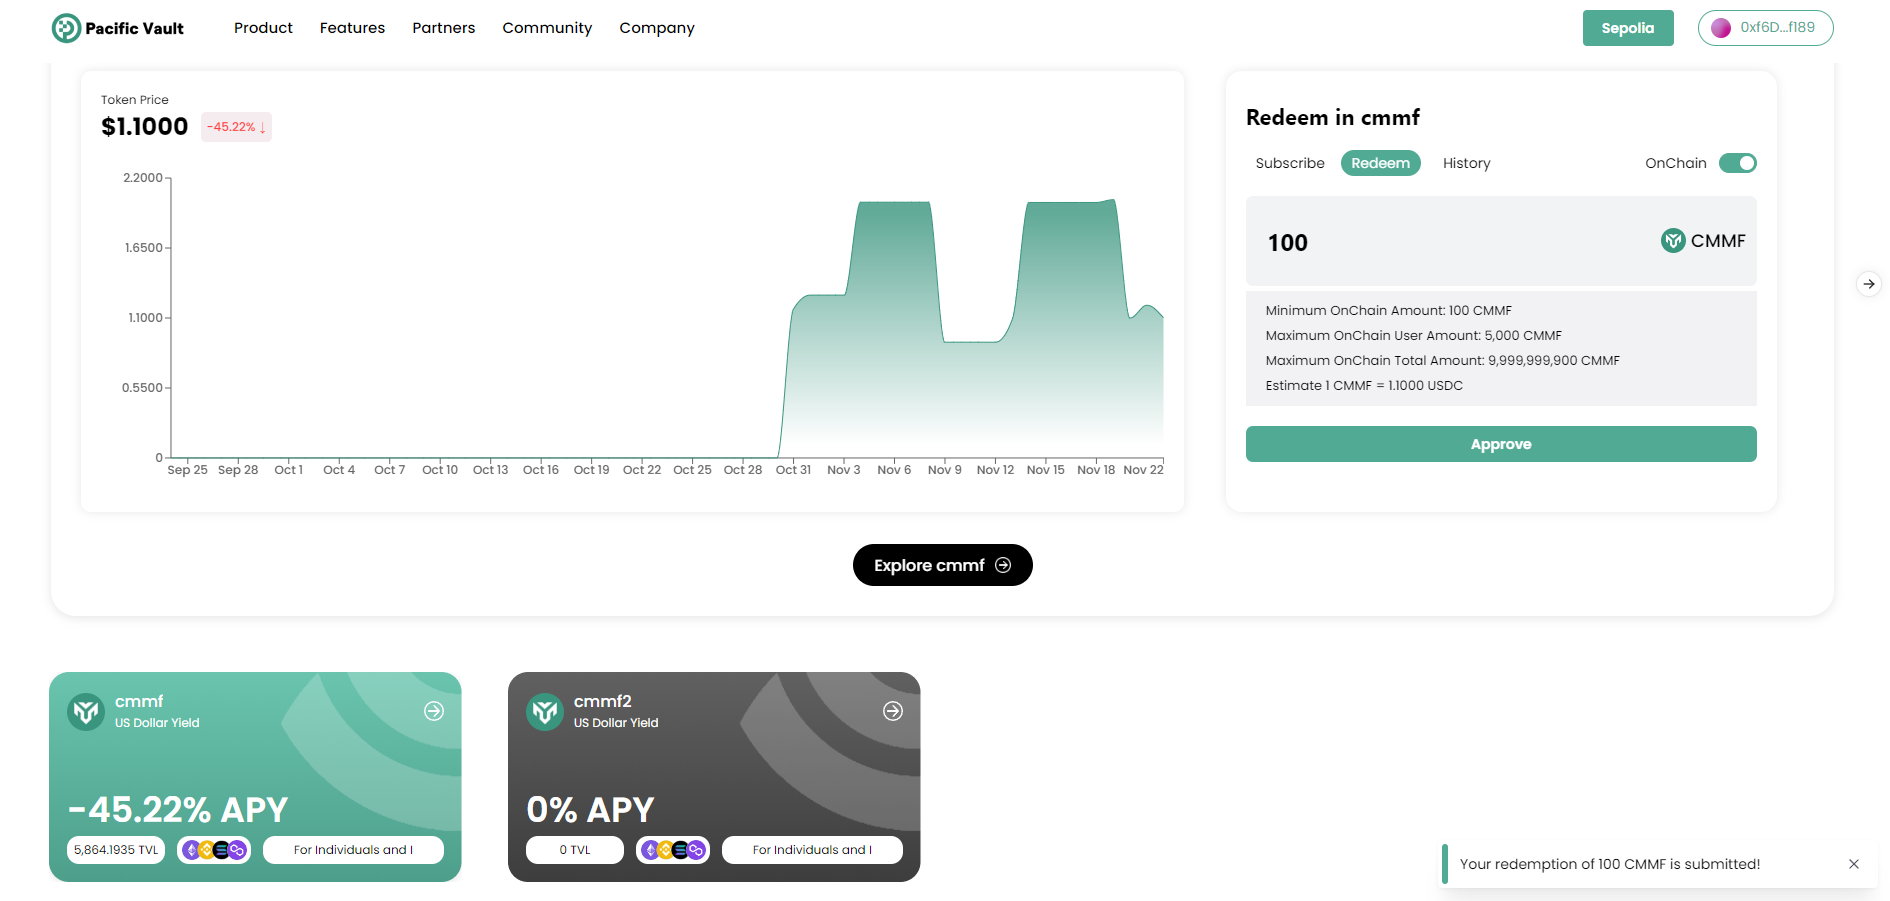 Pacific Vault Product Features Partners Community Company Sepolia 0xf6D...f189
Token Price
$1.1000 -45.22% ↓
2.2000
1.6500
1.1000
0.5500
0
Sep 25 Sep 28 Oct 1 Oct 4 Oct 7 Oct 10 Oct 13 Oct 16 Oct 19 Oct 22 Oct 25 Oct 28 Oct 31 Nov 3 Nov 6 Nov 9 Nov 12 Nov 15 Nov 18 Nov 22
Redeem in cmmf
Subscribe Redeem History OnChain
100 CMMF
Minimum OnChain Amount: 100 CMMF
Maximum OnChain User Amount: 5,000 CMMF
Maximum OnChain Total Amount: 9,999,999,900 CMMF
Estimate 1 CMMF = 1.1000 USDC
Approve
Explore cmmf
cmmf
US Dollar Yield
-45.22% APY
5,864.1935 TVL For Individuals and I
cmmf2
US Dollar Yield
0% APY
0 TVL For Individuals and I
Your redemption of 100 CMMF is submitted!